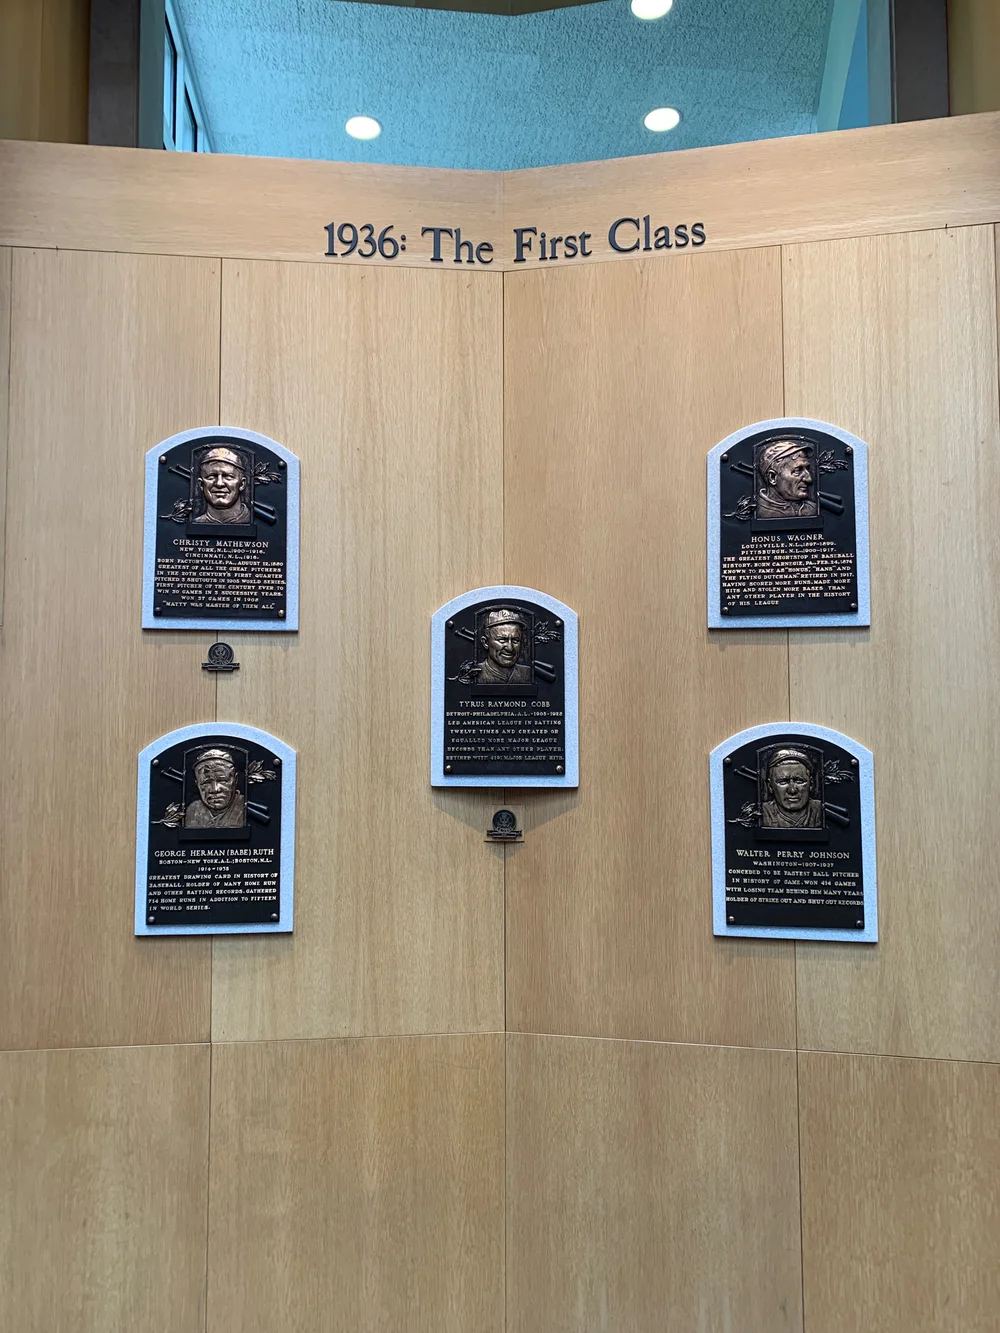 1936: The First Class
CHRISTY MATHEWSON
NEW YORK, N.L., 1900-1916.
CINCINNATI, N.L., 1916.
BORN FACTORYVILLE, PA., AUGUST 12, 1880
GREATEST OF ALL THE GREAT PITCHERS
IN THE 20TH CENTURY'S FIRST QUARTER
PITCHED 3 SHUTOUTS IN 1905 WORLD SERIES.
FIRST PITCHER OF THE CENTURY EVER TO
WIN 30 GAMES IN 3 SUCCESSIVE YEARS.
WON 37 GAMES IN 1908
"MATTY WAS MASTER OF THEM ALL"
HONUS WAGNER
LOUISVILLE, N.L., 1897-1899.
PITTSBURGH, N.L., 1900-1917.
THE GREATEST SHORTSTOP IN BASEBALL
HISTORY. BORN CARNEGIE, PA., FEB. 24, 1874
KNOWN TO FAME AS "HONUS", "HANS" AND
"THE FLYING DUTCHMAN." RETIRED IN 1917,
HAVING SCORED MORE RUNS, MADE MORE
HITS AND STOLEN MORE BASES THAN
ANY OTHER PLAYER IN THE HISTORY
OF HIS LEAGUE
TYRUS RAYMOND COBB
DETROIT-PHILADELPHIA, A.L.-1905-1928
LED AMERICAN LEAGUE IN BATTING
TWELVE TIMES AND CREATED OR
EQUALLED MORE MAJOR LEAGUE
RECORDS THAN ANY OTHER PLAYER.
RETIRED WITH 4191 MAJOR LEAGUE HITS.
GEORGE HERMAN (BABE) RUTH
BOSTON-NEW YORK, A.L.; BOSTON, N.L.
1914-1935
GREATEST DRAWING CARD IN HISTORY OF
BASEBALL. HOLDER OF MANY HOME RUN
AND OTHER BATTING RECORDS. GATHERED
714 HOME RUNS IN ADDITION TO FIFTEEN
IN WORLD SERIES.
WALTER PERRY JOHNSON
WASHINGTON-1907-1927
CONCEDED TO BE FASTEST BALL PITCHER
IN HISTORY OF GAME. WON 414 GAMES
WITH LOSING TEAM BEHIND HIM MANY YEARS.
HOLDER OF STRIKE OUT AND SHUT OUT RECORDS.